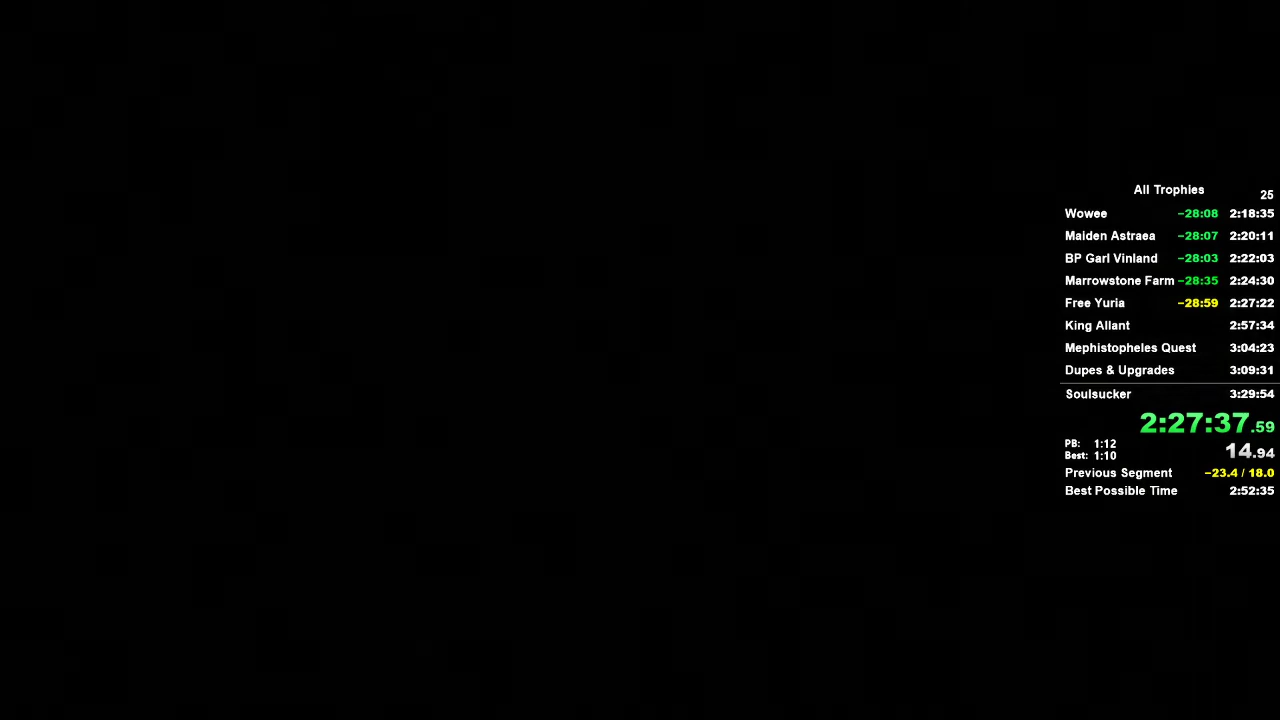 All Trophies
25
Wowee -28:08 2:18:35
Maiden Astraea -28:07 2:20:11
BP Garl Vinland -28:03 2:22:03
Marrowstone Farm -28:35 2:24:30
Free Yuria -28:59 2:27:22
King Allant 2:57:34
Mephistopheles Quest 3:04:23
Dupes & Upgrades 3:09:31
Soulsucker 3:29:54
2:27:37.59
PB: 1:12
14.94
Best: 1:10
Previous Segment -23.4 / 18.0
Best Possible Time 2:52:35